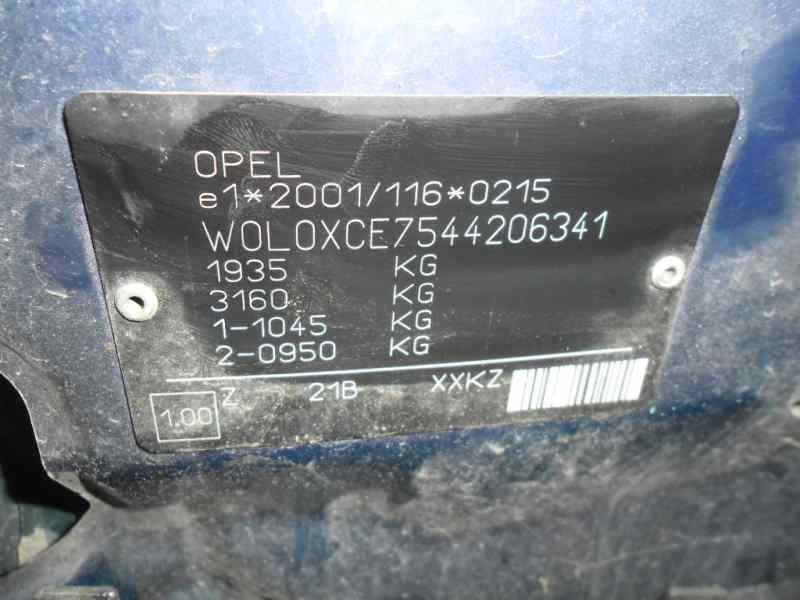 OPEL
e1*2001/116*0215
W0L0XCE7544206341
1935 KG
3160 KG
1-1045 KG
2-0950 KG
Z 21B XXKZ
1.00